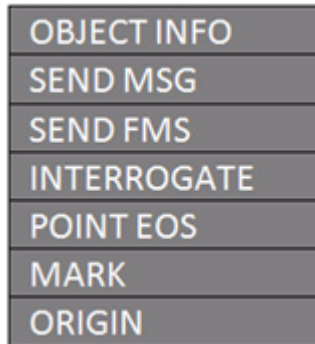 OBJECT INFO
SEND MSG
SEND FMS
INTERROGATE
POINT EOS
MARK
ORIGIN